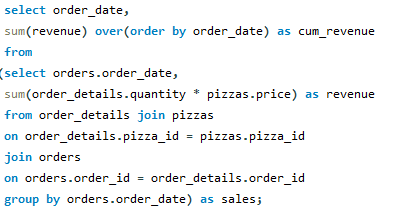 select order_date,
sum(revenue) over(order by order_date) as cum_revenue
from
(select orders.order_date,
sum(order_details.quantity * pizzas.price) as revenue
from order_details join pizzas
on order_details.pizza_id = pizzas.pizza_id
join orders
on orders.order_id = order_details.order_id
group by orders.order_date) as sales;